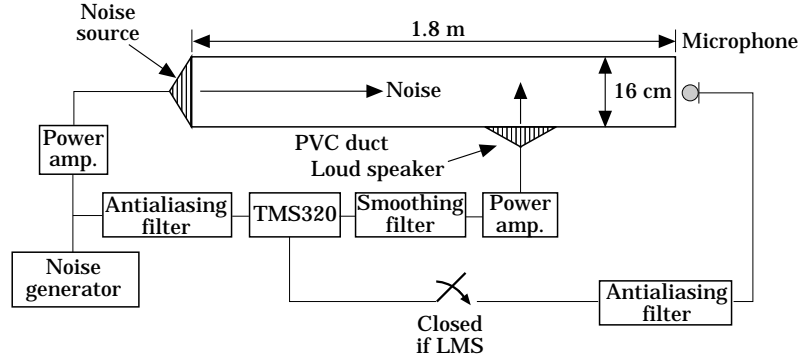 Noise
source
1.8 m
Microphone
Noise
16 cm
Power
amp.
PVC duct
Loud speaker
Antialiasing
filter
TMS320
Smoothing
filter
Power
amp.
Noise
generator
Closed
if LMS
Antialiasing
filter